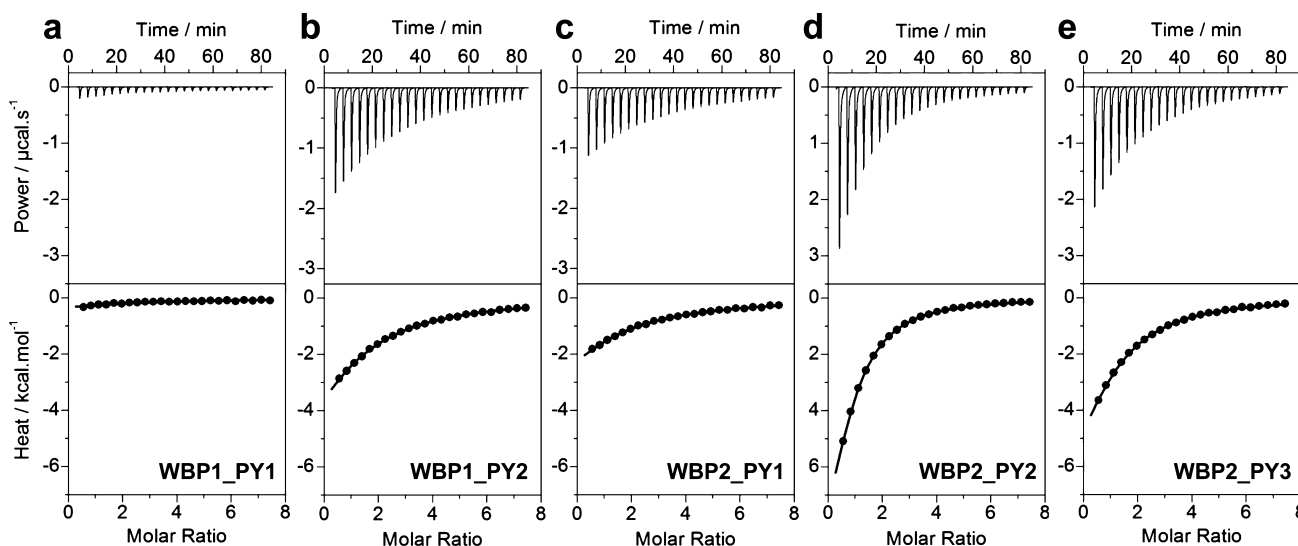 a b c d e
Time / min Time / min Time / min Time / min Time / min
0 20 40 60 80 0 20 40 60 80 0 20 40 60 80 0 20 40 60 80 0 20 40 60 80
Power / µcal.s⁻¹
0 0 0 0 0
-1 -1 -1 1 -1
-2 -2 -2 2 -2
-3 -3 -3 3 -3
Heat / kcal.mol⁻¹
0 0 0 0 0
-2 -2 -2 2 -2
-4 -4 -4 4 -4
-6 -6 -6 6 -6
WBP1_PY1 WBP1_PY2 WBP2_PY1 WBP2_PY2 WBP2_PY3
0 2 4 6 8 0 2 4 6 8 0 2 4 6 8 0 2 4 6 8 0 2 4 6 8
Molar Ratio Molar Ratio Molar Ratio Molar Ratio Molar Ratio